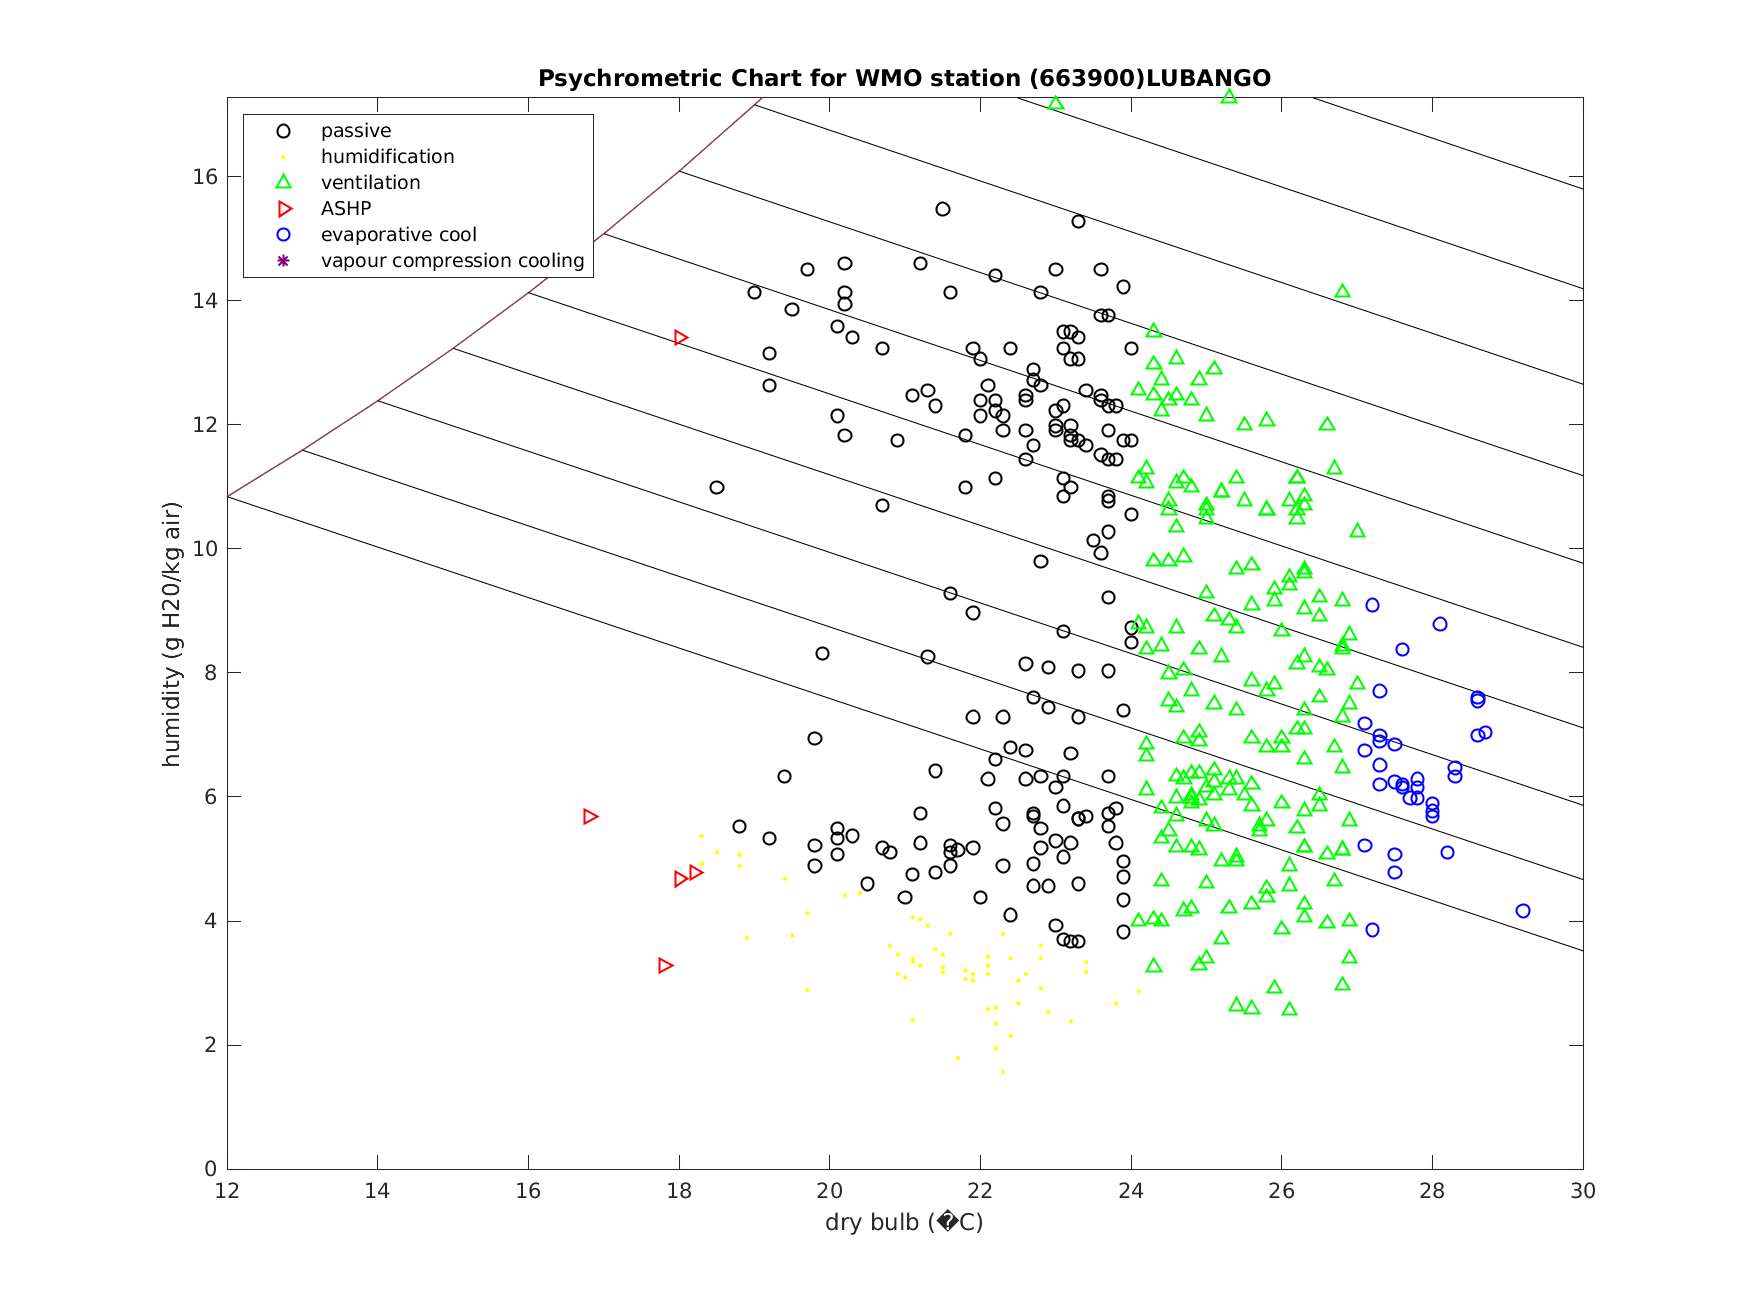 Psychrometric Chart for WMO station (663900)LUBANGO
passive
humidification
ventilation
ASHP
evaporative cool
vapour compression cooling
humidity (g H20/kg air)
16
14
12
10
8
6
4
2
0
12 14 16 18 20 22 24 26 28 30
dry bulb (�C)